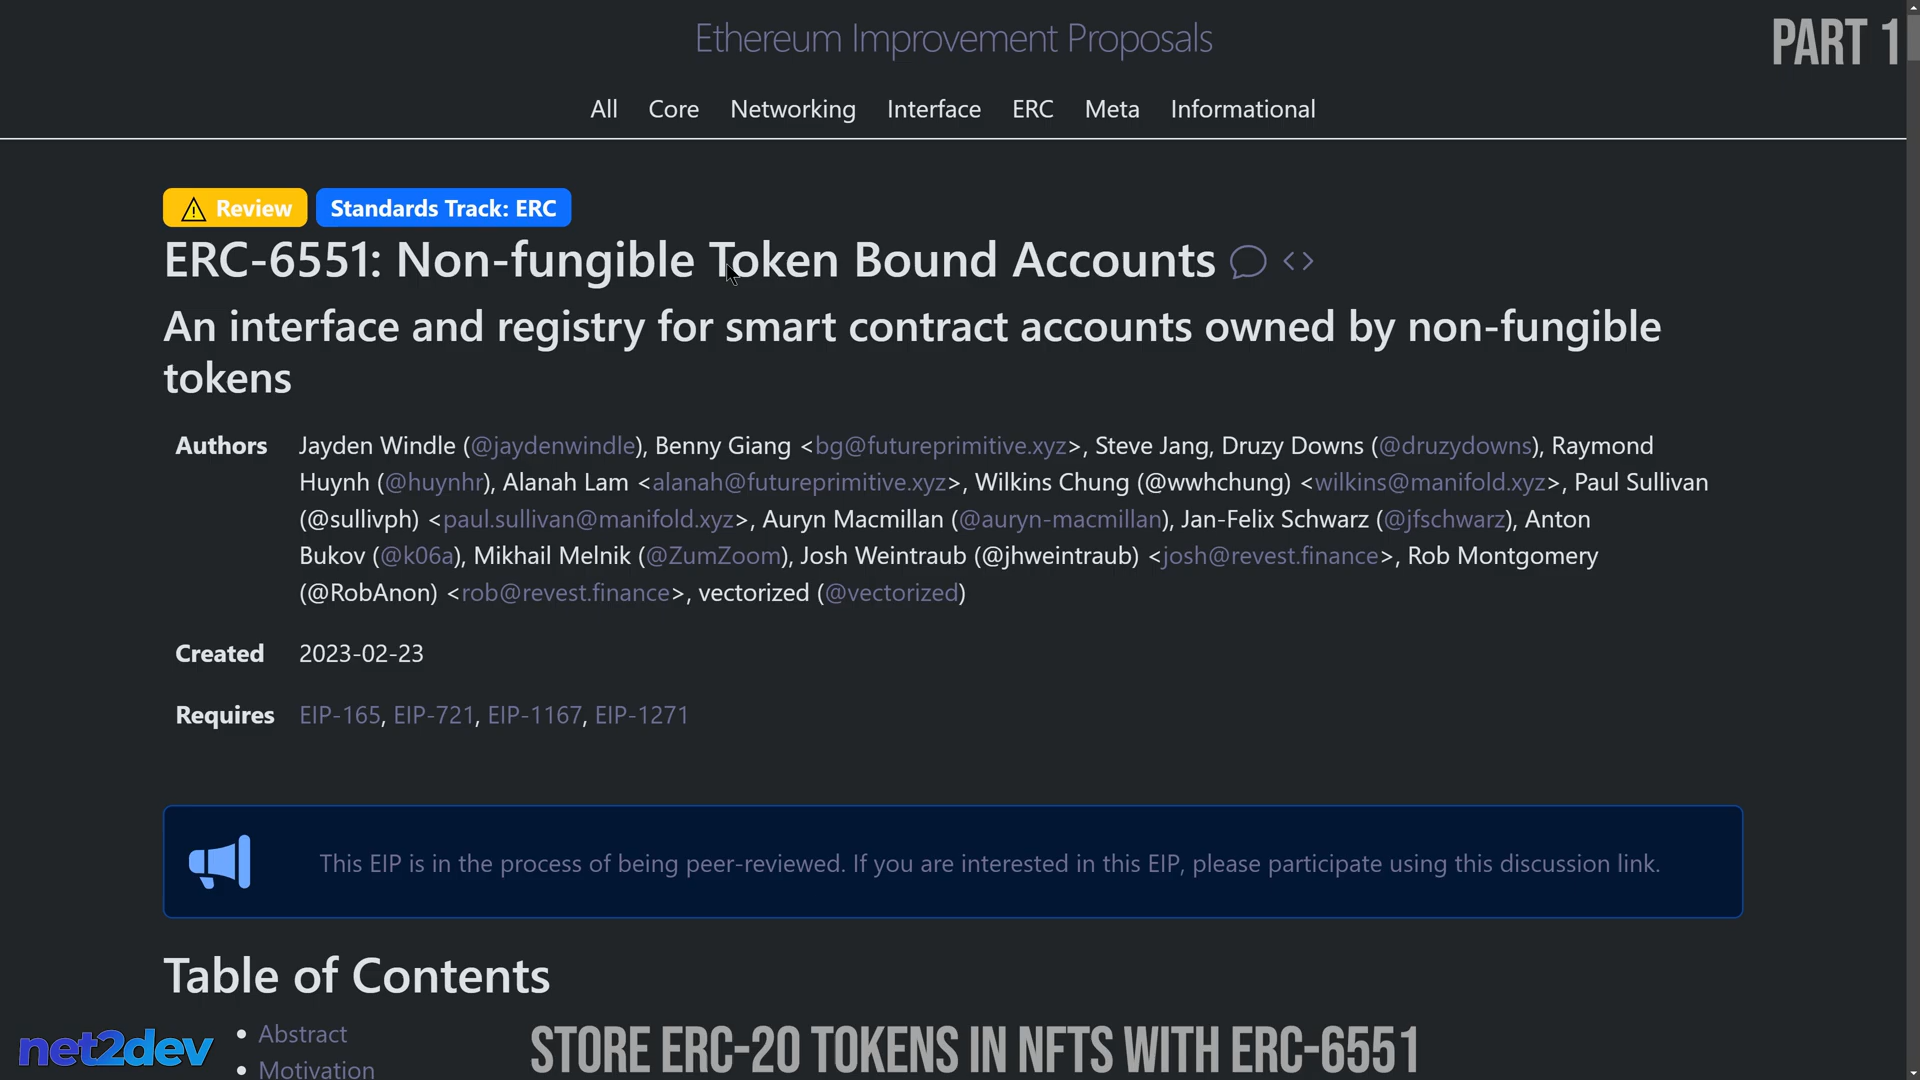 Ethereum Improvement Proposals
PART 1
All Core Networking Interface ERC Meta Informational
Review Standards Track: ERC
ERC-6551: Non-fungible Token Bound Accounts
An interface and registry for smart contract accounts owned by non-fungible
tokens
Authors Jayden Windle (@jaydenwindle), Benny Giang <bg@futureprimitive.xyz>, Steve Jang, Druzy Downs (@druzydowns), Raymond
Huynh (@huynhr), Alanah Lam <alanah@futureprimitive.xyz>, Wilkins Chung (@wwhchung) <wilkins@manifold.xyz>, Paul Sullivan
(@sullivph) <paul.sullivan@manifold.xyz>, Auryn Macmillan (@auryn-macmillan), Jan-Felix Schwarz (@jfschwarz), Anton
Bukov (@k06a), Mikhail Melnik (@ZumZoom), Josh Weintraub (@jhweintraub) <josh@revest.finance>, Rob Montgomery
(@RobAnon) <rob@revest.finance>, vectorized (@vectorized)
Created 2023-02-23
Requires EIP-165, EIP-721, EIP-1167, EIP-1271
This EIP is in the process of being peer-reviewed. If you are interested in this EIP, please participate using this discussion link.
Table of Contents
• Abstract
• Motivation
net2dev
STORE ERC-20 TOKENS IN NFTS WITH ERC-6551